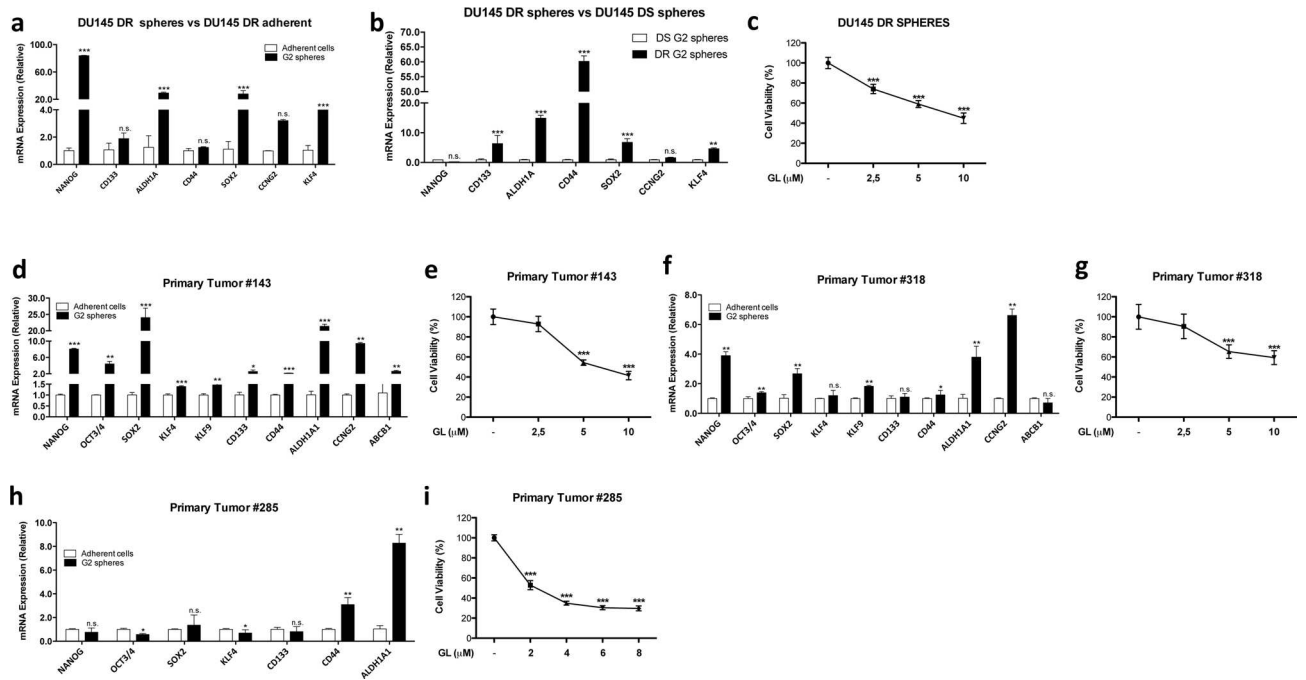 a
DU145 DR spheres vs DU145 DR adherent
mRNA Expression (Relative)
100.0
80.0
60.0
40.0
20.0
4.0
2.0
0.0
Adherent cells
G2 spheres
***
n.s.
***
n.s.
***
n.s.
***
NANOG
CD133
ALDH1A
CD44
SOX2
CCNG2
KLF4
b
DU145 DR spheres vs DU145 DS spheres
mRNA Expression (Relative)
70.0
60.0
50.0
40.0
30.0
20.0
10.0
0.0
DS G2 spheres
DR G2 spheres
n.s.
***
***
***
***
n.s.
**
NANOG
CD133
ALDH1A
CD44
SOX2
CCNG2
KLF4
c
DU145 DR SPHERES
Cell Viability (%)
120
100
80
60
40
20
0
***
***
***
GL (µM)
-
2,5
5
10
d
Primary Tumor #143
mRNA Expression (Relative)
30.0
25.0
20.0
15.0
10.0
6.0
2.0
1.5
1.0
0.5
0.0
Adherent cells
G2 spheres
***
**
***
***
**
*
***
***
**
**
NANOG
OCT3/4
SOX2
KLF4
KLF9
CD133
CD44
ALDH1A1
CCNG2
ABCB1
e
Primary Tumor #143
Cell Viability (%)
120
100
80
60
40
20
0
***
***
GL (µM)
-
2,5
5
10
f
Primary Tumor #318
mRNA Expression (Relative)
8.0
6.0
4.0
2.0
0.0
Adherent cells
G2 spheres
**
**
**
n.s.
**
n.s.
*
**
**
n.s.
NANOG
OCT3/4
SOX2
KLF4
KLF9
CD133
CD44
ALDH1A1
CCNG2
ABCB1
g
Primary Tumor #318
Cell Viability (%)
120
100
80
60
40
20
0
***
***
GL (µM)
-
2,5
5
10
h
Primary Tumor #285
mRNA Expression (Relative)
10.0
8.0
6.0
4.0
2.0
0.0
Adherent cells
G2 spheres
n.s.
*
n.s.
*
n.s.
**
**
NANOG
OCT3/4
SOX2
KLF4
CD133
CD44
ALDH1A1
i
Primary Tumor #285
Cell Viability (%)
120
100
80
60
40
20
0
***
***
***
***
GL (µM)
-
2
4
6
8